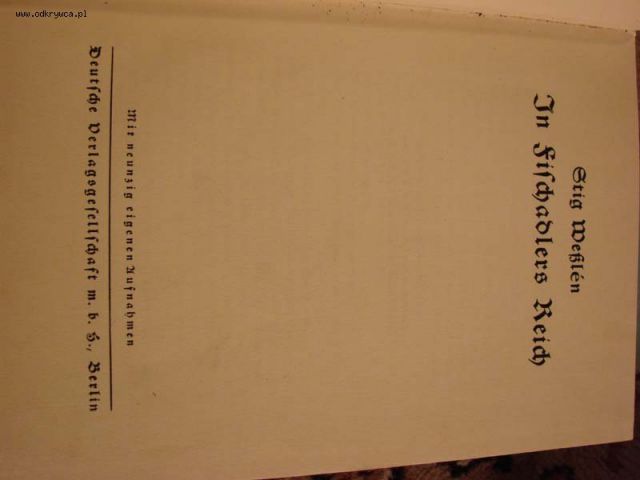 www.odkrywca.pl
Stig Weßlén
In Fischadlers Reich
Mit neunzig eigenen Aufnahmen
Deutsche Verlagsgesellschaft m. b. H., Berlin